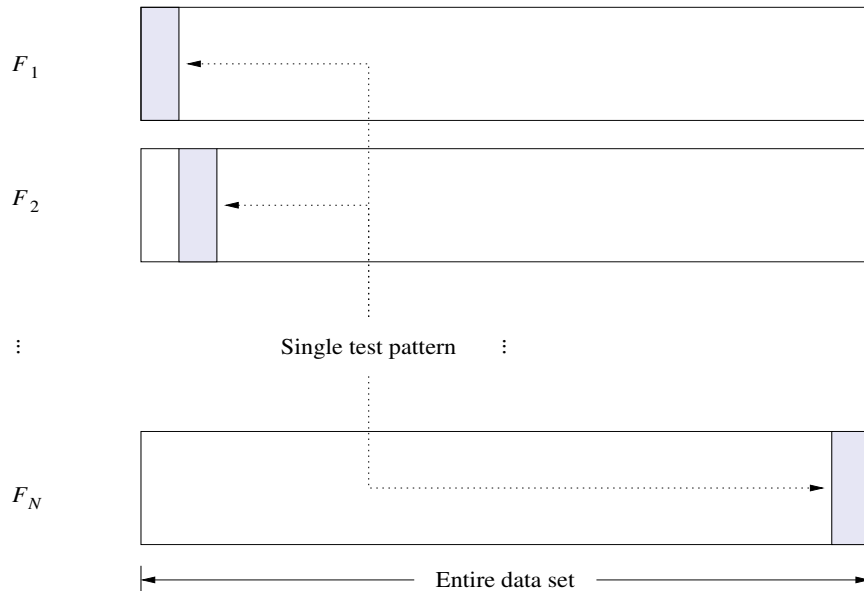 F1
F2
⋮ Single test pattern ⋮
FN
Entire data set